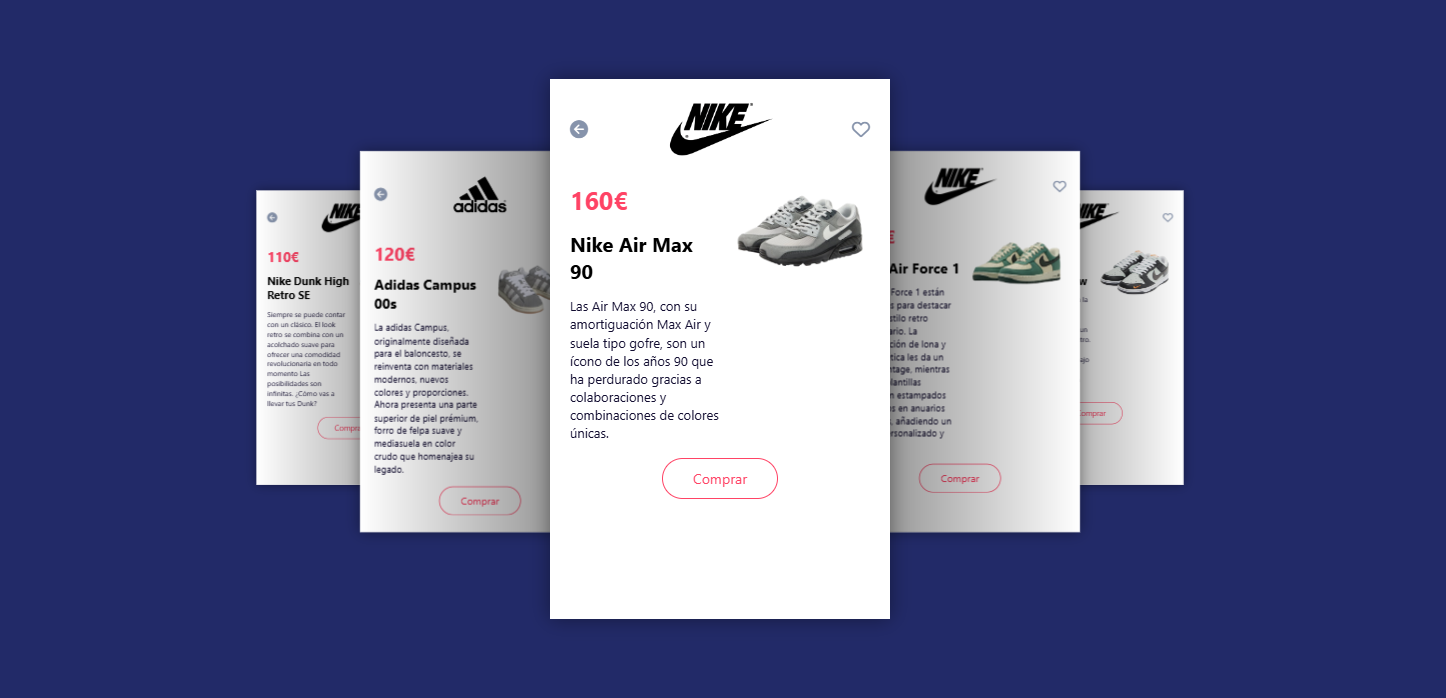 NIKE
110€
Nike Dunk High
Retro SE
Siempre se puede contar
con un clásico. El look
retro se combina con un
acolchado suave para
ofrecer una comodidad
revolucionaria en todo
momento Las
posibilidades son
infinitas. ¿Cómo vas a
llevar tus Dunk?
adidas
120€
Adidas Campus
00s
La adidas Campus,
originalmente diseñada
para el baloncesto, se
reinventa con materiales
modernos, nuevos
colores y proporciones.
Ahora presenta una parte
superior de piel prémium,
forro de felpa suave y
mediasuela en color
crudo que homenajea su
legado.
Comprar
NIKE
160€
Nike Air Max
90
Las Air Max 90, con su
amortiguación Max Air y
suela tipo gofre, son un
ícono de los años 90 que
ha perdurado gracias a
colaboraciones y
combinaciones de colores
únicas.
Comprar
NIKE
€
Air Force 1
Force 1 están
s para destacar
stilo retro
ario. La
ción de lona y
tica les da un
ntage, mientras
lantillas
n estampados
s en anuarios
, añadiendo un
rsonalizado y
Comprar
KE
w
la
un
tro.
ajo
omprar